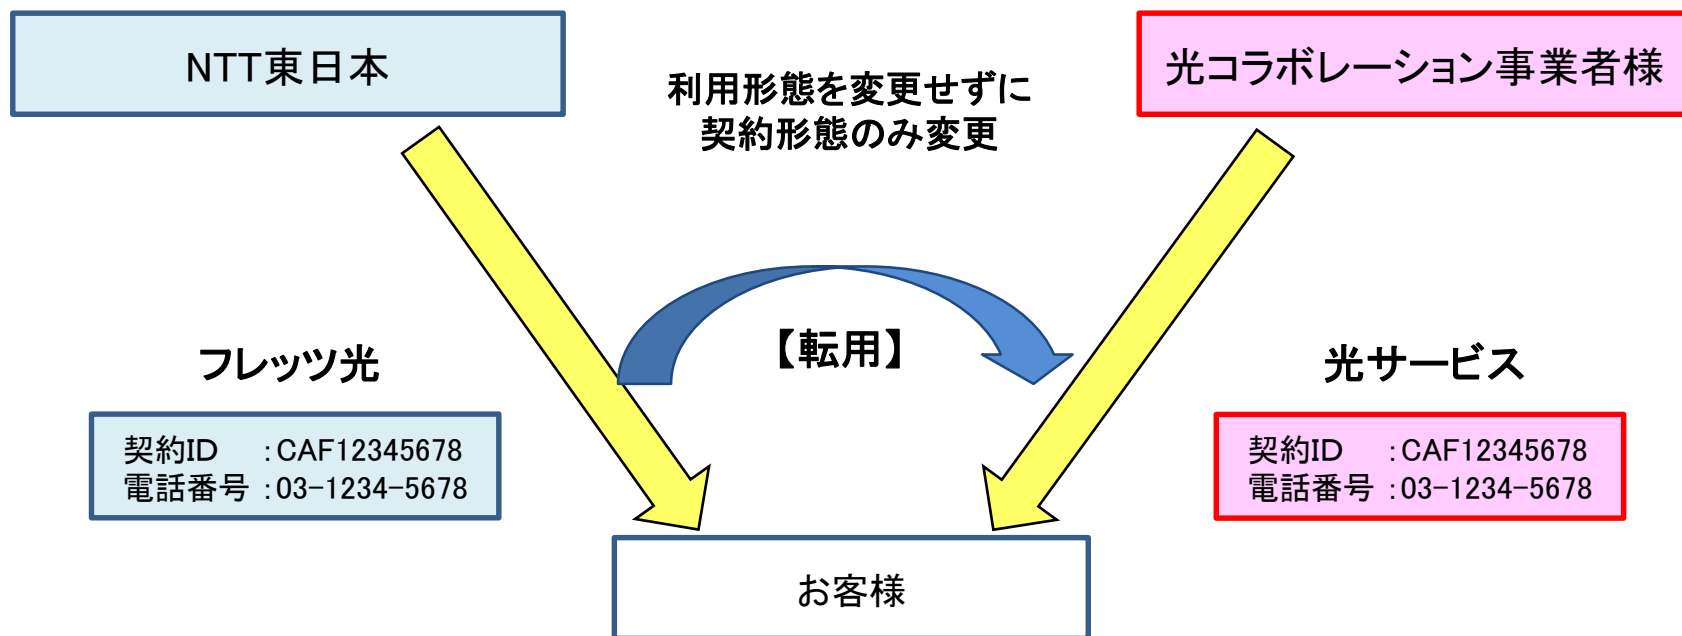 NTT東日本
光コラボレーション事業者様
利用形態を変更せずに
契約形態のみ変更
【転用】
フレッツ光
光サービス
契約ID :CAF12345678
電話番号 :03-1234-5678
契約ID :CAF12345678
電話番号 :03-1234-5678
お客様